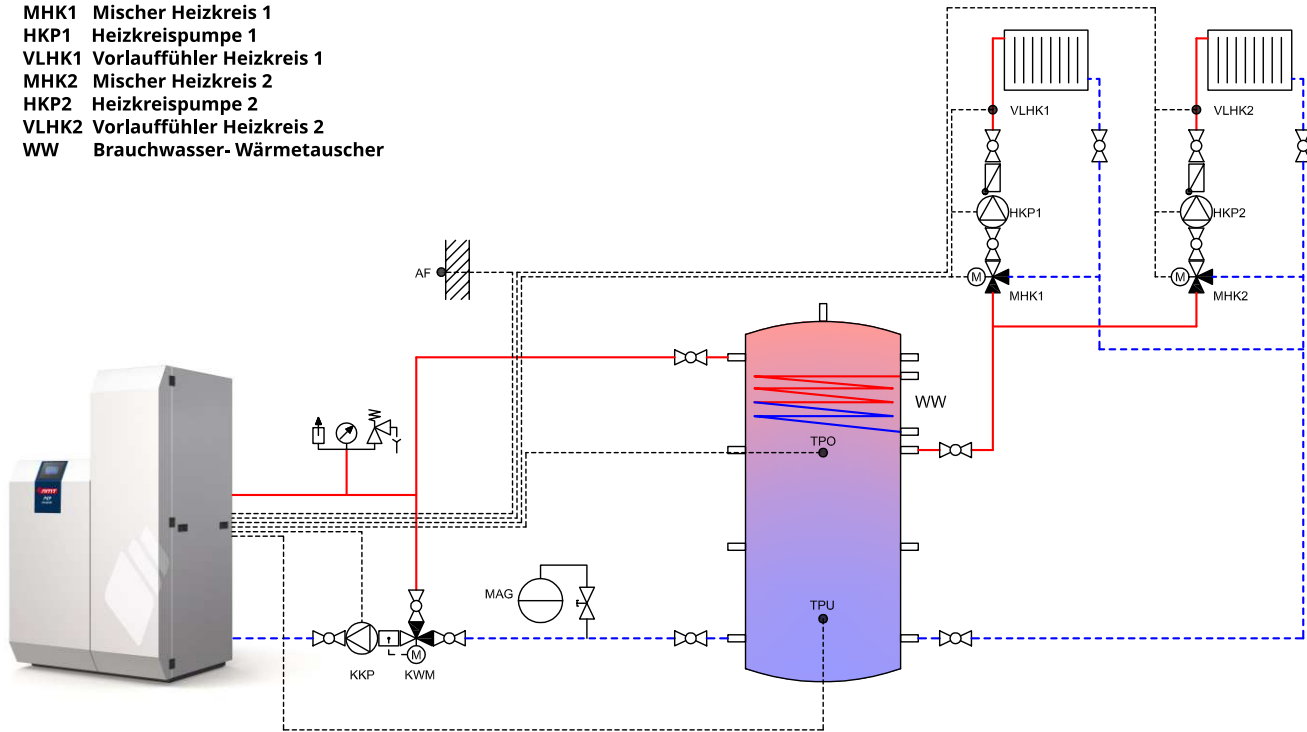 MHK1 Mischer Heizkreis 1
HKP1 Heizkreispumpe 1
VLHK1 Vorlauffühler Heizkreis 1
MHK2 Mischer Heizkreis 2
HKP2 Heizkreispumpe 2
VLHK2 Vorlauffühler Heizkreis 2
WW Brauchwasser- Wärmetauscher
VLHK1
VLHK2
HKP1
HKP2
AF
M
M
MHK1
MHK2
WW
TPO
MAG
TPU
M
KKP
KWM